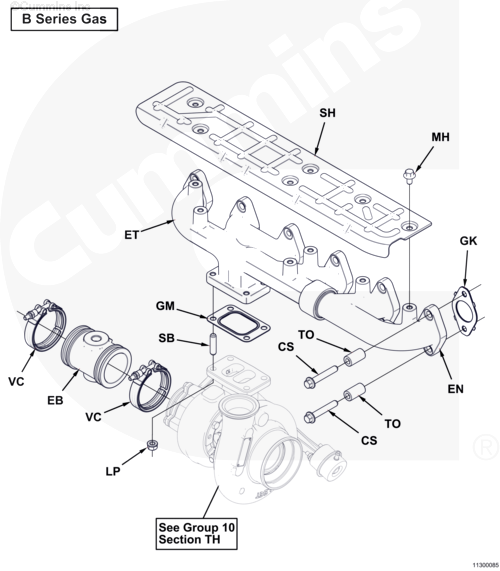 ©Cummins Inc
B Series Gas
Cummins
®
SH
MH
ET
GK
GM
SB
TO
CS
VC
EB
VC
EN
TO
CS
LP
See Group 10
Section TH
11300085